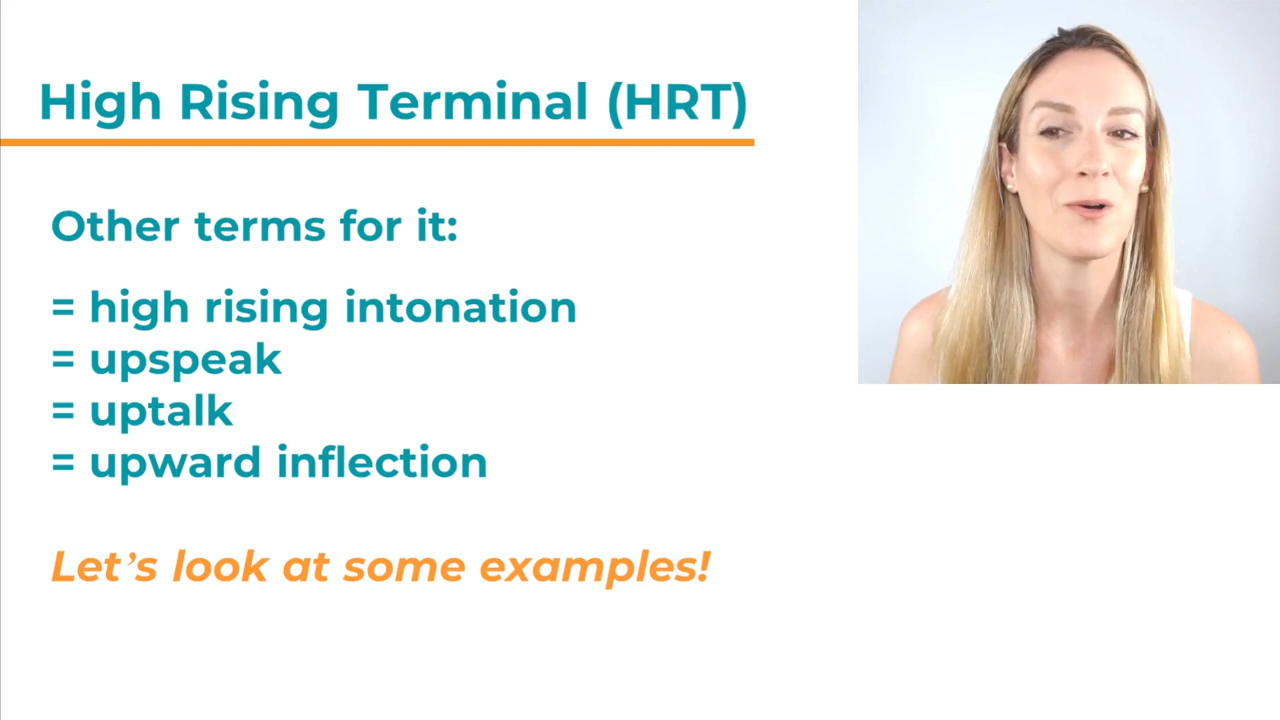 High Rising Terminal (HRT)
Other terms for it:
= high rising intonation
= upspeak
= uptalk
= upward inflection
Let’s look at some examples!